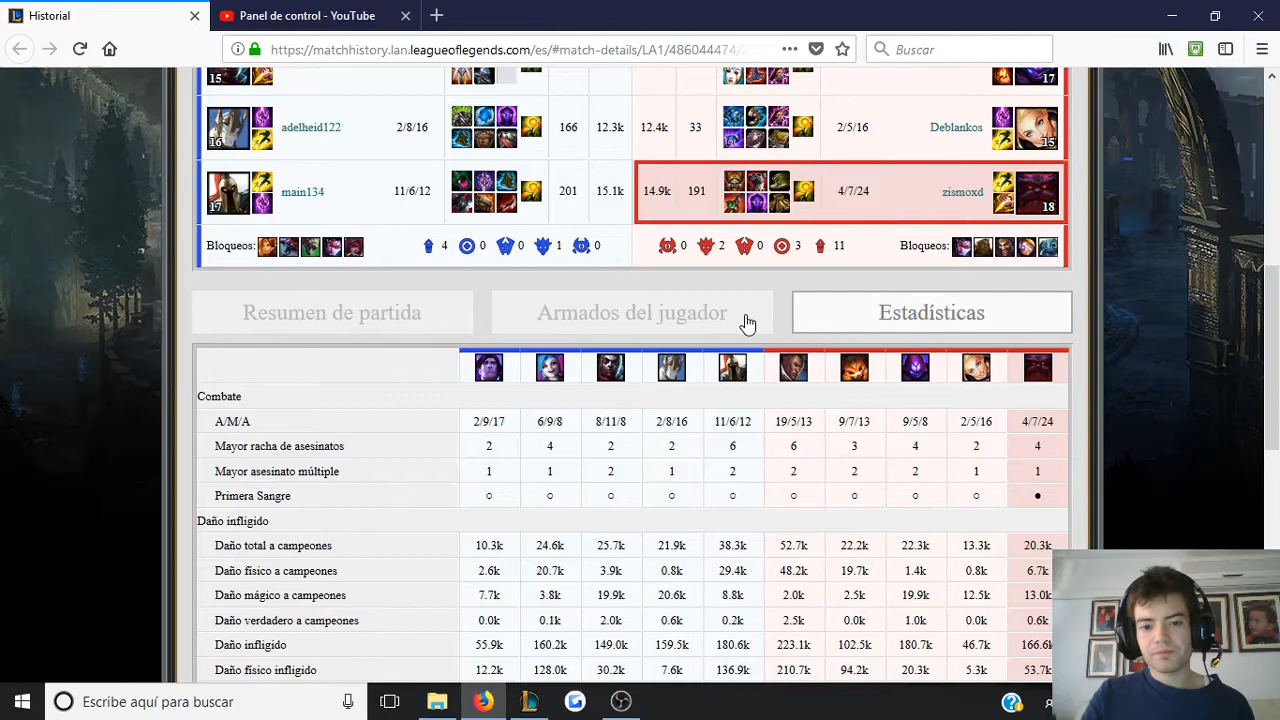 Historial
Panel de control - YouTube
https://matchhistory.lan.leagueoflegends.com/es/#match-details/LA1/486044474/
Buscar
15 17
adelheid122 2/8/16 166 12.3k 12.4k 33 2/5/16 Deblankos
16 15
main134 11/6/12 201 15.1k 14.9k 191 4/7/24 zismoxd
17 18
Bloqueos: 4 0 0 1 0 0 2 0 3 11 Bloqueos:
Resumen de partida Armados del jugador Estadísticas
Combate
A/M/A 2/9/17 6/9/8 8/11/8 2/8/16 11/6/12 19/5/13 9/7/13 9/5/8 2/5/16 4/7/24
Mayor racha de asesinatos 2 4 2 2 6 6 3 4 2 4
Mayor asesinato múltiple 1 1 2 1 2 2 2 2 1 1
Primera Sangre ○ ○ ○ ○ ○ ○ ○ ○ ○ ●
Daño infligido
Daño total a campeones 10.3k 24.6k 25.7k 21.9k 38.3k 52.7k 22.2k 22.3k 13.3k 20.3k
Daño físico a campeones 2.6k 20.7k 3.9k 0.8k 29.4k 48.2k 19.7k 1.4k 0.8k 6.7k
Daño mágico a campeones 7.7k 3.8k 19.9k 20.6k 8.8k 2.0k 2.5k 19.9k 12.5k 13.0k
Daño verdadero a campeones 0.0k 0.1k 2.0k 0.6k 0.2k 2.5k 0.0k 1.0k 0.0k 0.6k
Daño infligido 55.9k 160.2k 149.0k 159.5k 180.6k 223.1k 102.5k 180.7k 46.7k 166.6k
Daño físico infligido 12.2k 128.0k 30.2k 7.6k 136.9k 210.7k 94.2k 20.3k 5.3k 53.7k
Escribe aquí para buscar